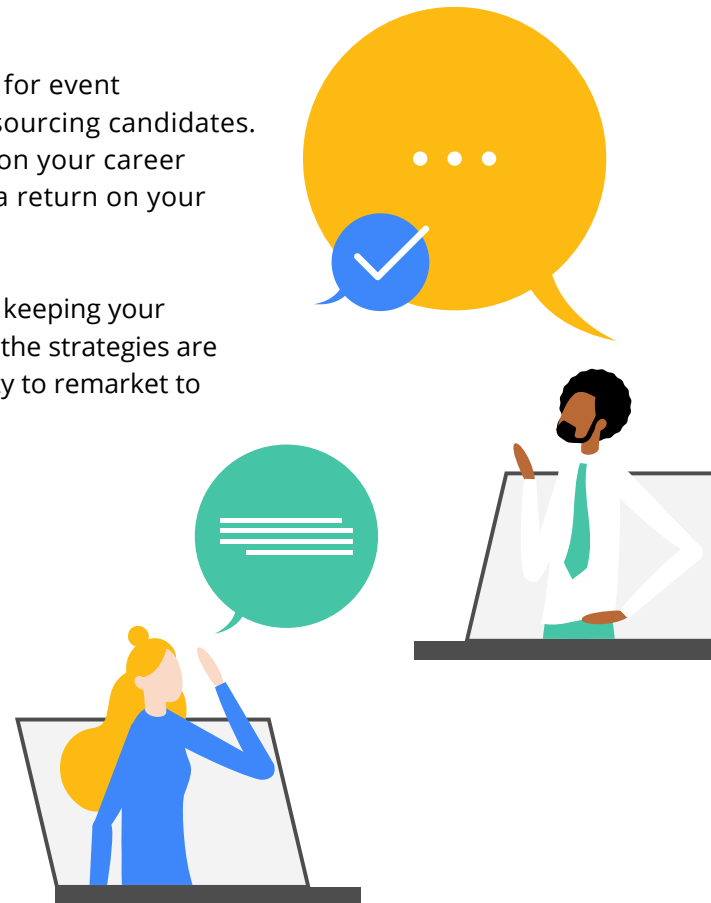 for event
sourcing candidates.
on your career
a return on your
keeping your
the strategies are
to remarket to